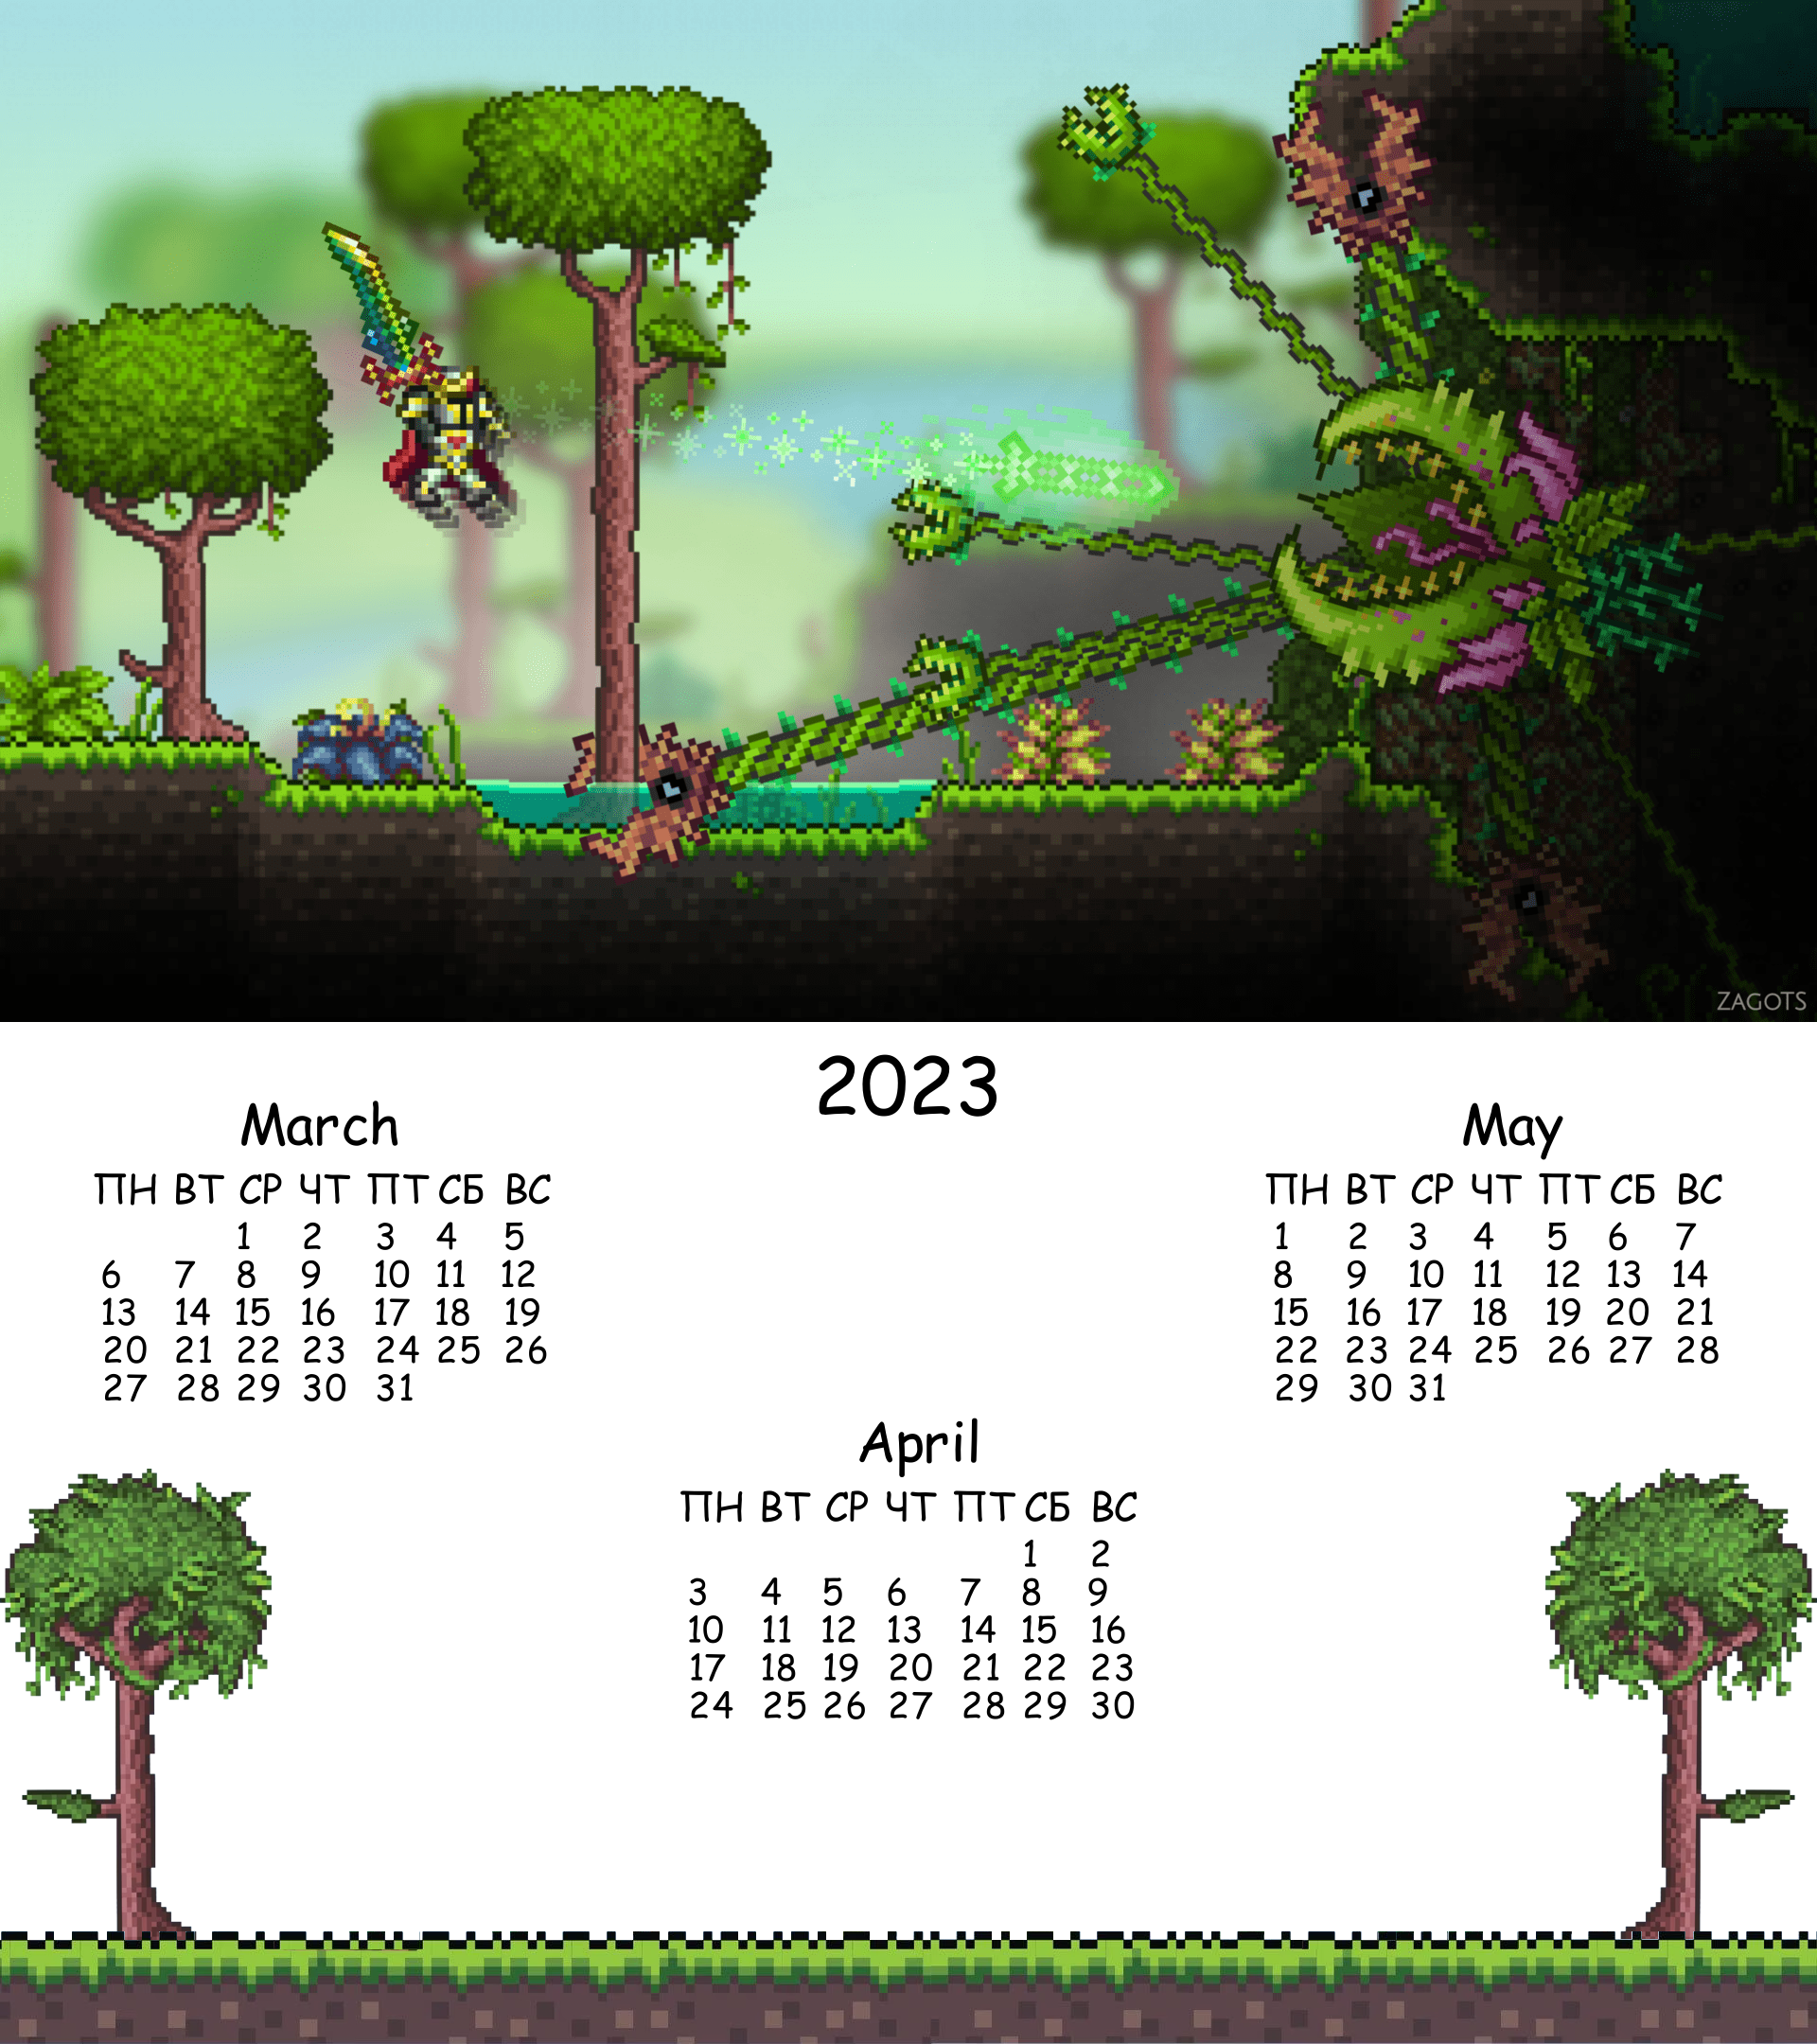 ZAGOTS
2023
March
ПН ВТ СР ЧТ ПТ СБ ВС
1 2 3 4 5
6 7 8 9 10 11 12
13 14 15 16 17 18 19
20 21 22 23 24 25 26
27 28 29 30 31
May
ПН ВТ СР ЧТ ПТ СБ ВС
1 2 3 4 5 6 7
8 9 10 11 12 13 14
15 16 17 18 19 20 21
22 23 24 25 26 27 28
29 30 31
April
ПН ВТ СР ЧТ ПТ СБ ВС
1 2
3 4 5 6 7 8 9
10 11 12 13 14 15 16
17 18 19 20 21 22 23
24 25 26 27 28 29 30